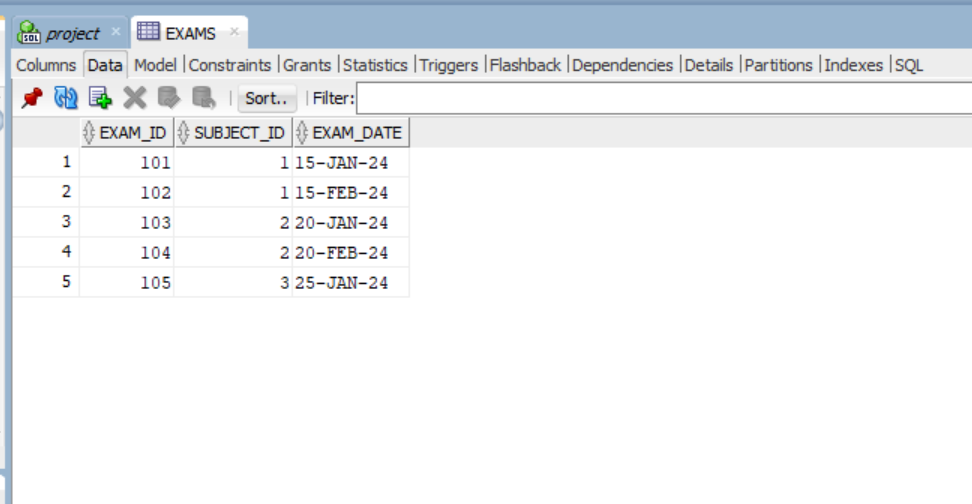 project EXAMS
Columns Data Model Constraints Grants Statistics Triggers Flashback Dependencies Details Partitions Indexes SQL
Sort.. Filter:
EXAM_ID SUBJECT_ID EXAM_DATE
1 101 1 15-JAN-24
2 102 1 15-FEB-24
3 103 2 20-JAN-24
4 104 2 20-FEB-24
5 105 3 25-JAN-24